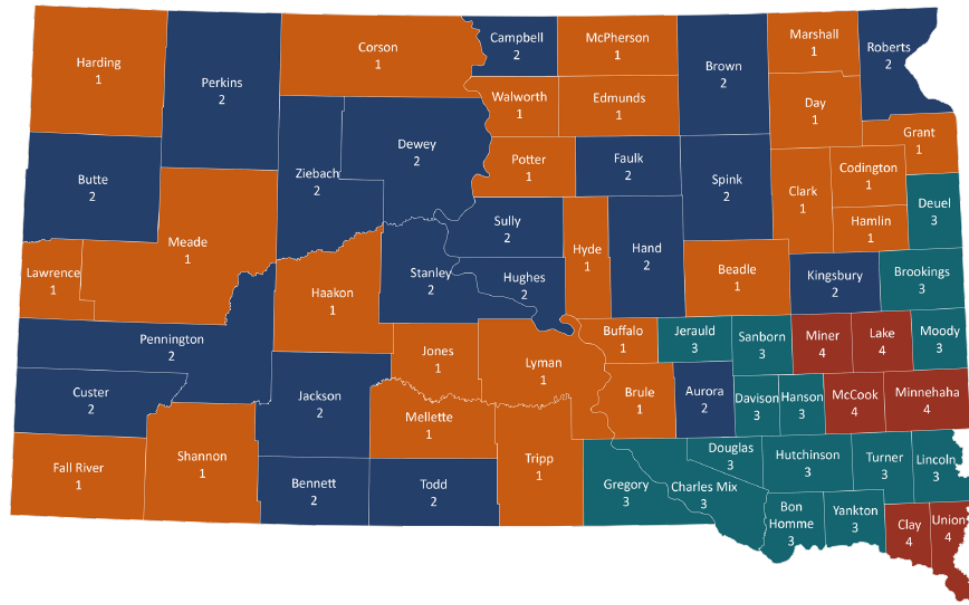 Harding
1
Perkins
2
Corson
1
Campbell
2
McPherson
1
Brown
2
Marshall
1
Roberts
2
Walworth
1
Edmunds
1
Day
1
Grant
1
Butte
2
Ziebach
2
Dewey
2
Potter
1
Faulk
2
Spink
2
Clark
1
Codington
1
Hamlin
1
Deuel
3
Meade
1
Sully
2
Hyde
1
Hand
2
Lawrence
1
Haakon
1
Stanley
2
Hughes
2
Beadle
1
Kingsbury
2
Brookings
3
Pennington
2
Jones
1
Lyman
1
Buffalo
1
Jerauld
3
Sanborn
3
Miner
4
Lake
4
Moody
3
Custer
2
Jackson
2
Mellette
1
Brule
1
Aurora
2
Davison
3
Hanson
3
McCook
4
Minnehaha
4
Fall River
1
Shannon
1
Bennett
2
Todd
2
Tripp
1
Gregory
3
Charles Mix
3
Douglas
3
Hutchinson
3
Turner
3
Lincoln
3
Bon
Homme
3
Yankton
3
Clay
4
Union
4